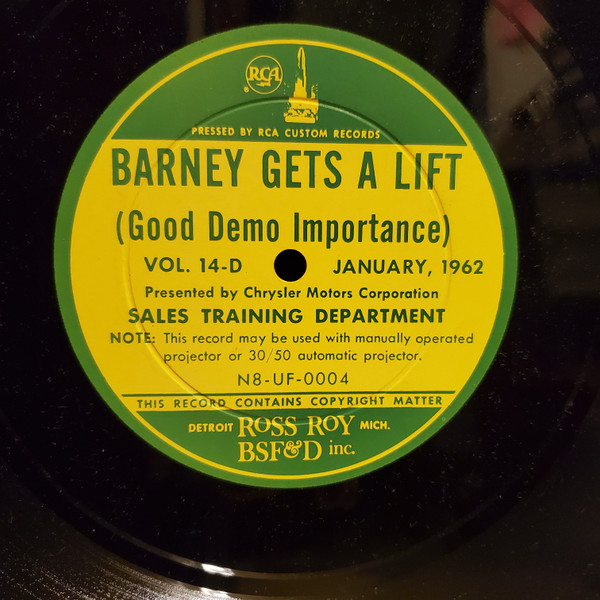 RCA
PRESSED BY RCA CUSTOM RECORDS
BARNEY GETS A LIFT
(Good Demo Importance)
VOL. 14-D JANUARY, 1962
Presented by Chrysler Motors Corporation
SALES TRAINING DEPARTMENT
NOTE: This record may be used with manually operated
projector or 30/50 automatic projector.
N8-UF-0004
THIS RECORD CONTAINS COPYRIGHT MATTER
DETROIT ROSS ROY MICH.
BSF&D inc.